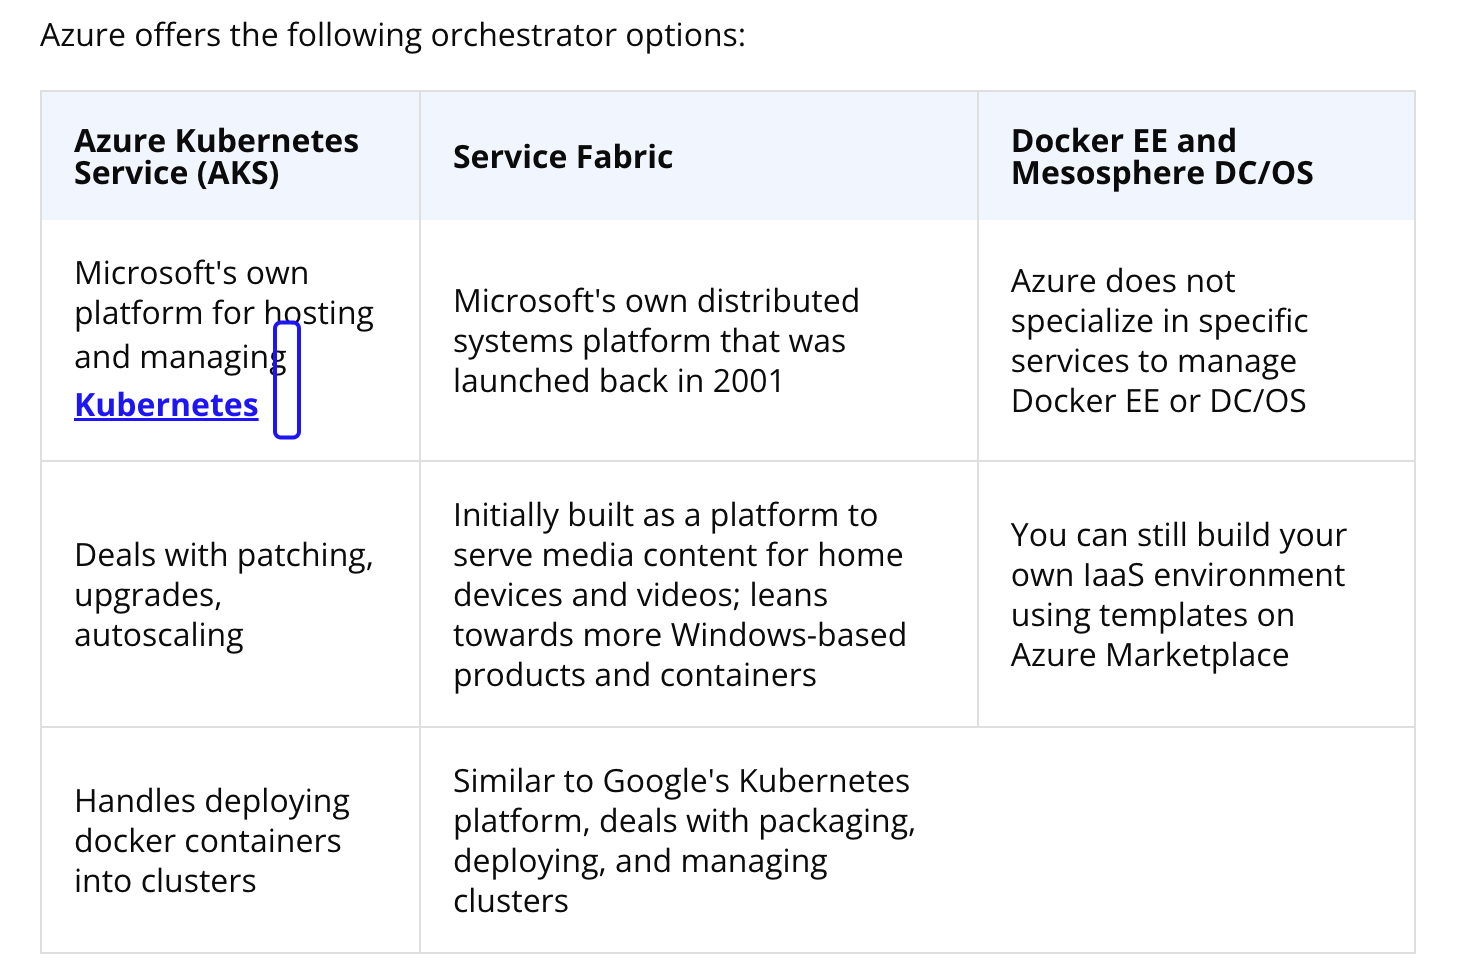 Azure offers the following orchestrator options:
Azure Kubernetes
Service (AKS)
Service Fabric
Docker EE and
Mesosphere DC/OS
Microsoft's own
platform for hosting
and managing
Kubernetes
Microsoft's own distributed
systems platform that was
launched back in 2001
Azure does not
specialize in specific
services to manage
Docker EE or DC/OS
Deals with patching,
upgrades,
autoscaling
Initially built as a platform to
serve media content for home
devices and videos; leans
towards more Windows-based
products and containers
You can still build your
own IaaS environment
using templates on
Azure Marketplace
Handles deploying
docker containers
into clusters
Similar to Google's Kubernetes
platform, deals with packaging,
deploying, and managing
clusters